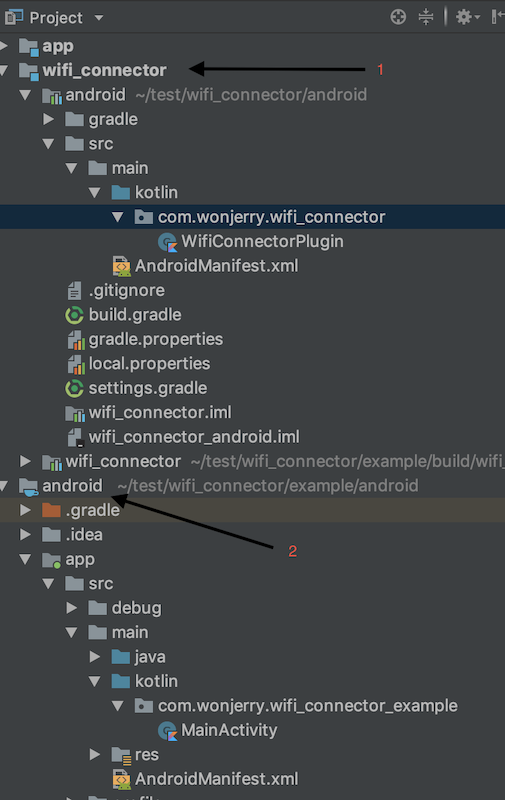 Project
app
wifi_connector 1
android ~/test/wifi_connector/android
gradle
src
main
kotlin
com.wonjerry.wifi_connector
WifiConnectorPlugin
AndroidManifest.xml
.gitignore
build.gradle
gradle.properties
local.properties
settings.gradle
wifi_connector.iml
wifi_connector_android.iml
wifi_connector ~/test/wifi_connector/example/build/wifi_
android ~/test/wifi_connector/example/android
.gradle
.idea
2
app
src
debug
main
java
kotlin
com.wonjerry.wifi_connector_example
MainActivity
res
AndroidManifest.xml